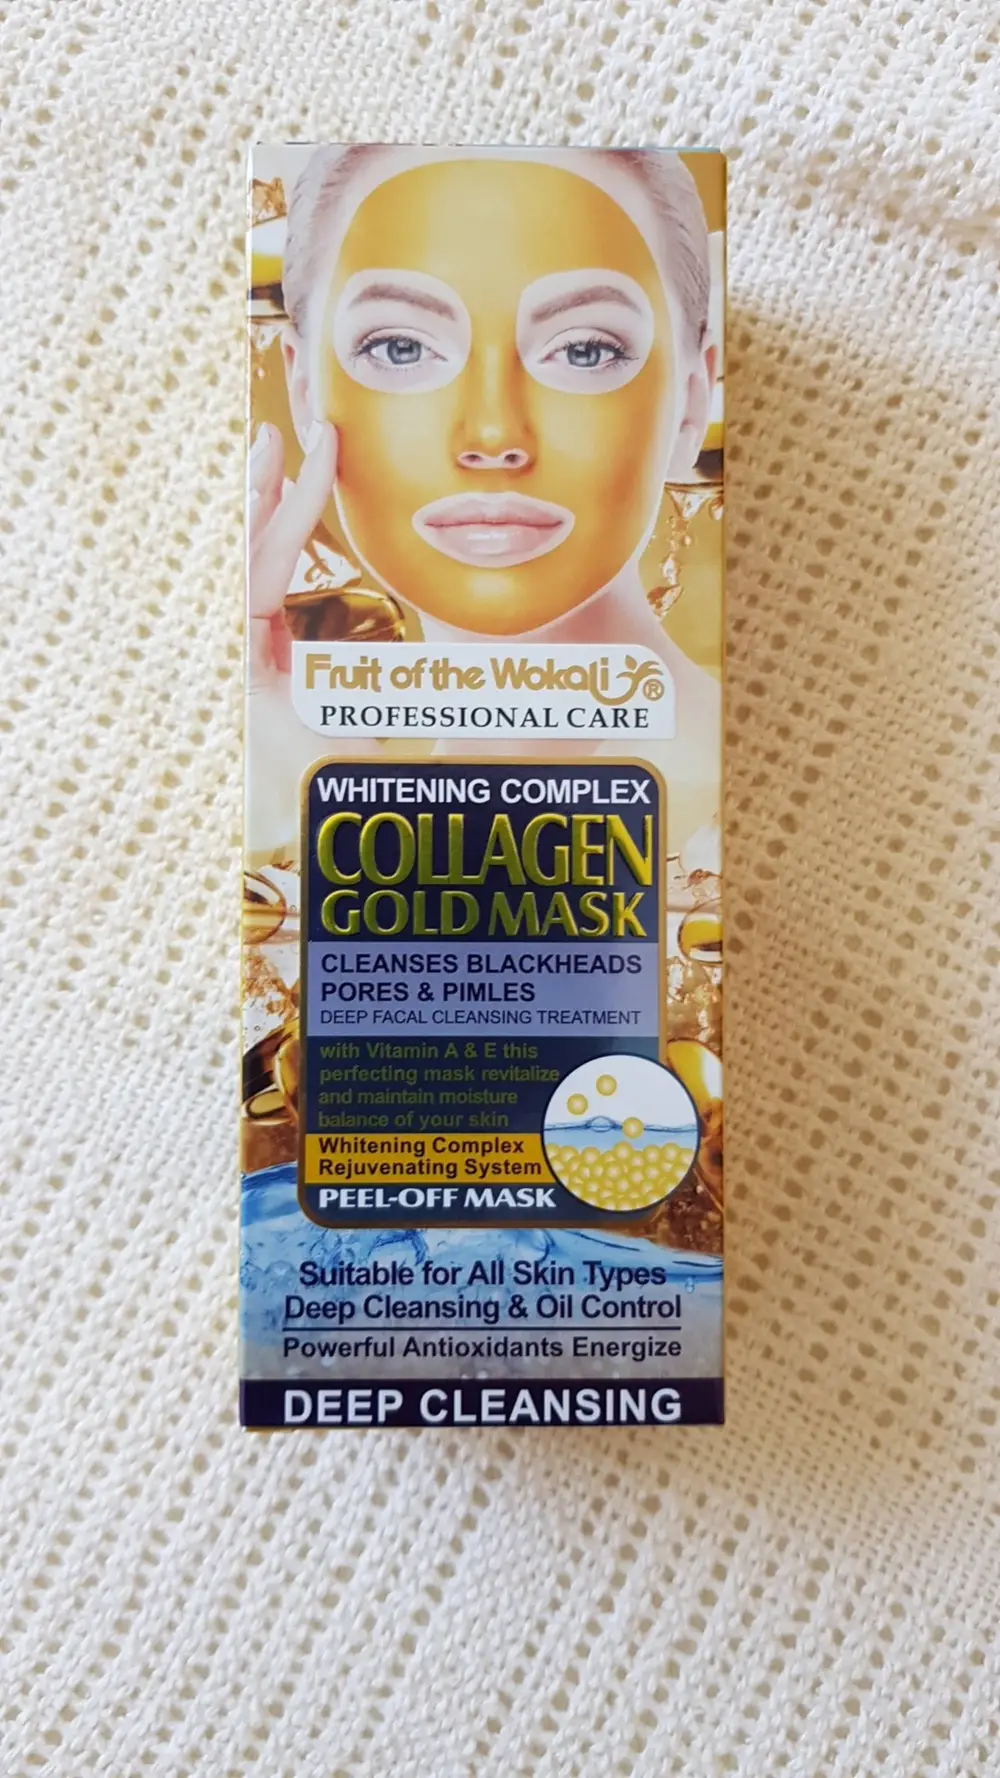 Fruit of the Wokali ®
PROFESSIONAL CARE
WHITENING COMPLEX
COLLAGEN
GOLD MASK
CLEANSES BLACKHEADS
PORES & PIMLES
DEEP FACAL CLEANSING TREATMENT
with Vitamin A & E this
perfecting mask revitalize
and maintain moisture
balance of your skin
Whitening Complex
Rejuvenating System
PEEL-OFF MASK
Suitable for All Skin Types
Deep Cleansing & Oil Control
Powerful Antioxidants Energize
DEEP CLEANSING